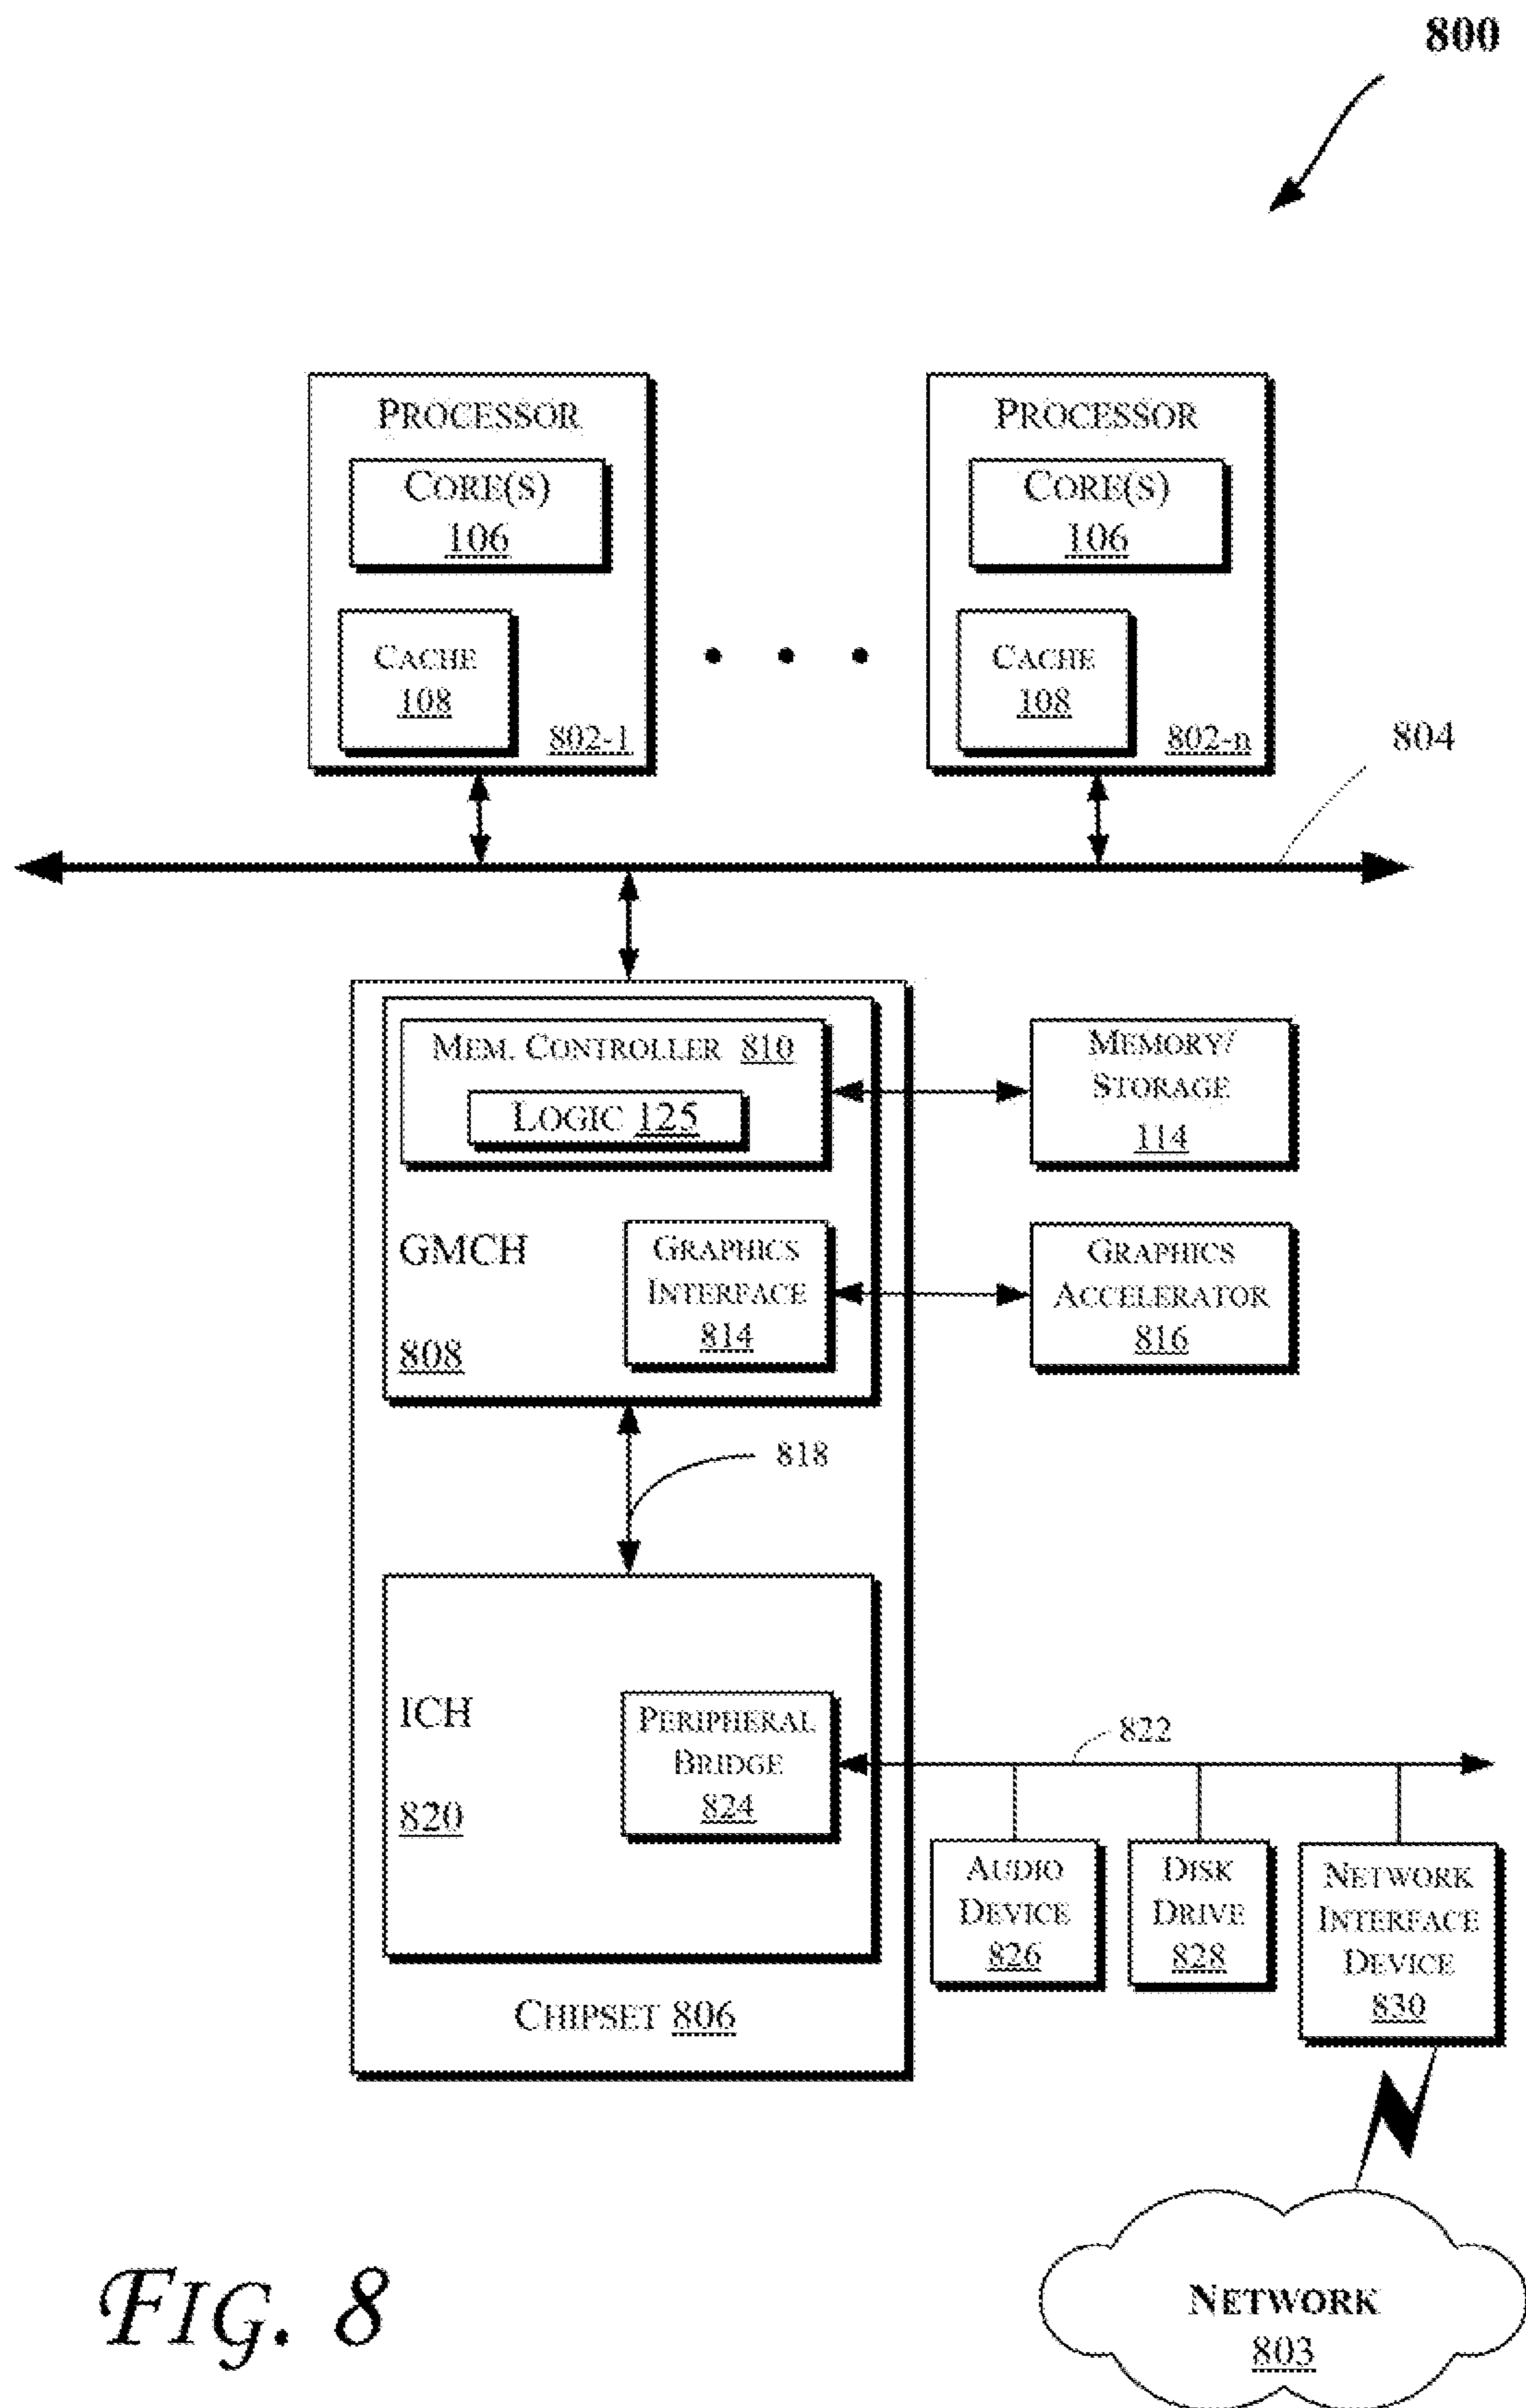 800
PROCESSOR
CORE(S)
106
CACHE
108
802-1
PROCESSOR
CORE(S)
106
CACHE
108
802-n
804
MEM. CONTROLLER 810
LOGIC 125
MEMORY/
STORAGE
114
GMCH
808
GRAPHICS
INTERFACE
814
GRAPHICS
ACCELERATOR
816
818
ICH
820
PERIPHERAL
BRIDGE
824
822
AUDIO
DEVICE
826
DISK
DRIVE
828
NETWORK
INTERFACE
DEVICE
830
CHIPSET 806
NETWORK
803
FIG. 8